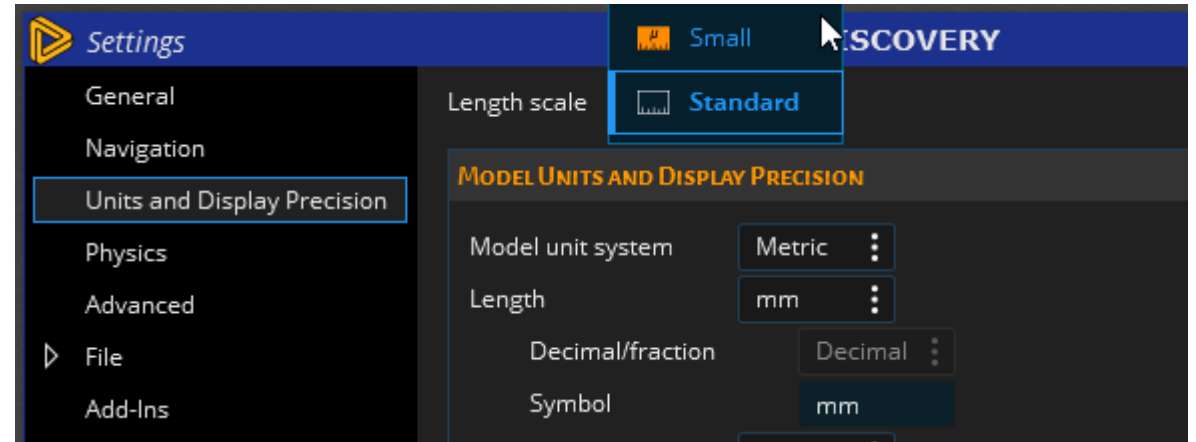 Settings
ISCOVERY
General
Navigation
Units and Display Precision
Physics
Advanced
File
Add-Ins
Length scale
µ
Small
Standard
MODEL UNITS AND DISPLAY PRECISION
Model unit system Metric
Length mm
Decimal/fraction Decimal
Symbol mm